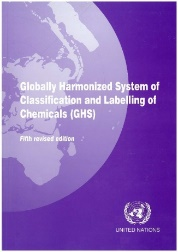 Globally Harmonized System of
Classification and Labelling of
Chemicals (GHS)
Fifth revised edition
UNITED NATIONS